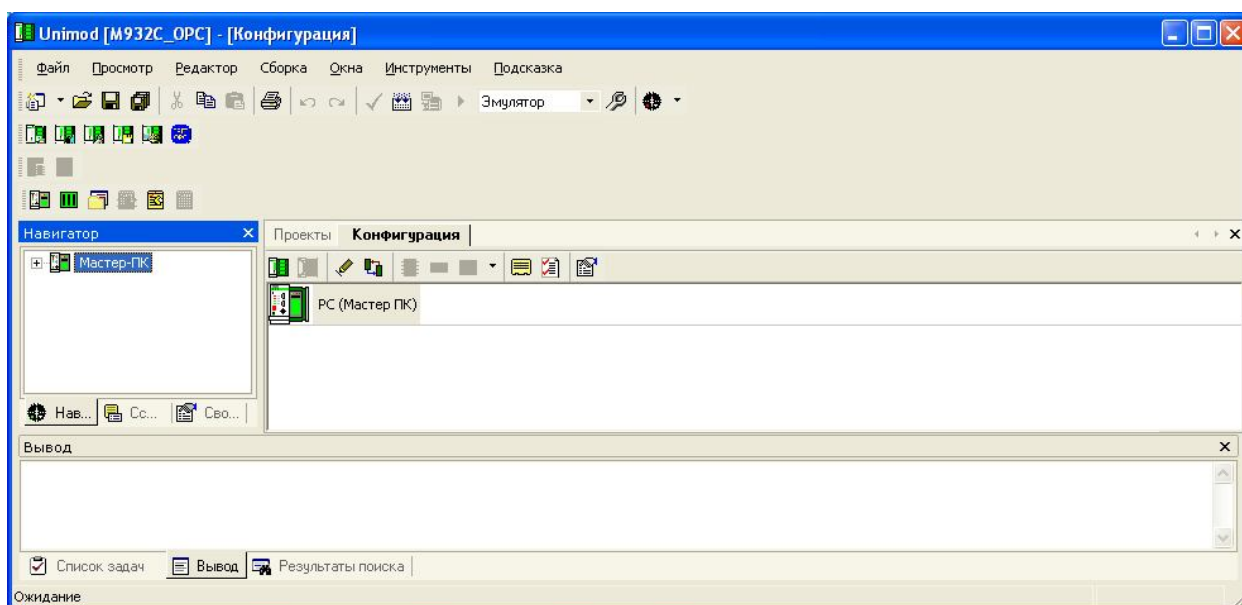 Unimod [M932C_OPC] - [Конфигурация]
Файл Просмотр Редактор Сборка Окна Инструменты Подсказка
Эмулятор
Навигатор
Проекты Конфигурация
Мастер-ПК
PC (Мастер ПК)
Нав... Сс... Сво...
Вывод
Список задач Вывод Результаты поиска
Ожидание